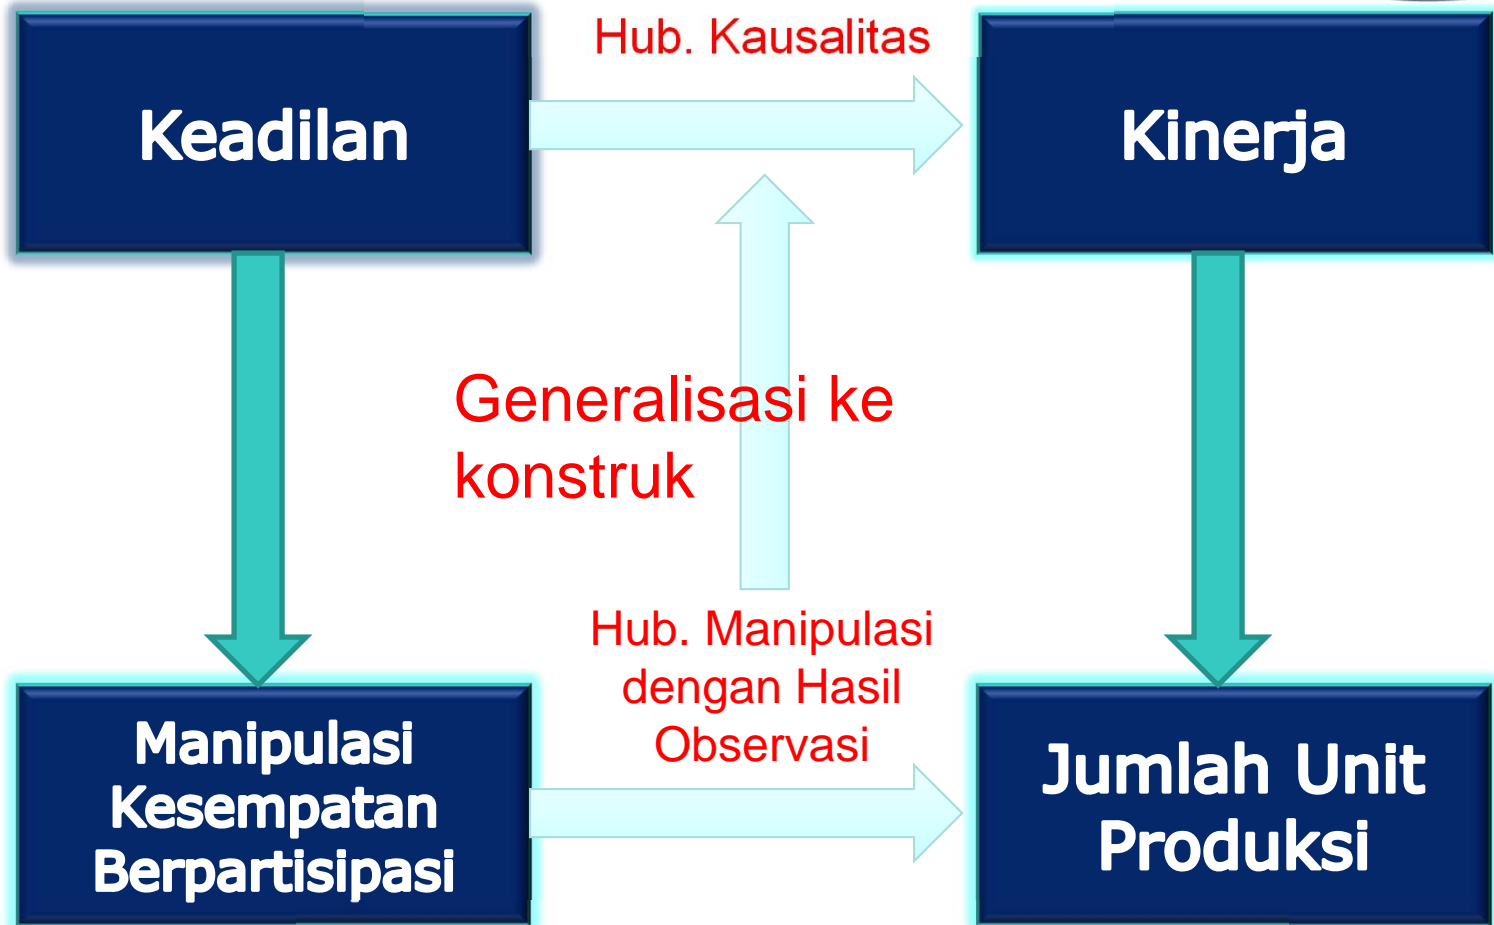 Hub. Kausalitas
Keadilan
Kinerja
Generalisasi ke
konstruk
Hub. Manipulasi
dengan Hasil
Observasi
Manipulasi
Kesempatan
Berpartisipasi
Jumlah Unit
Produksi